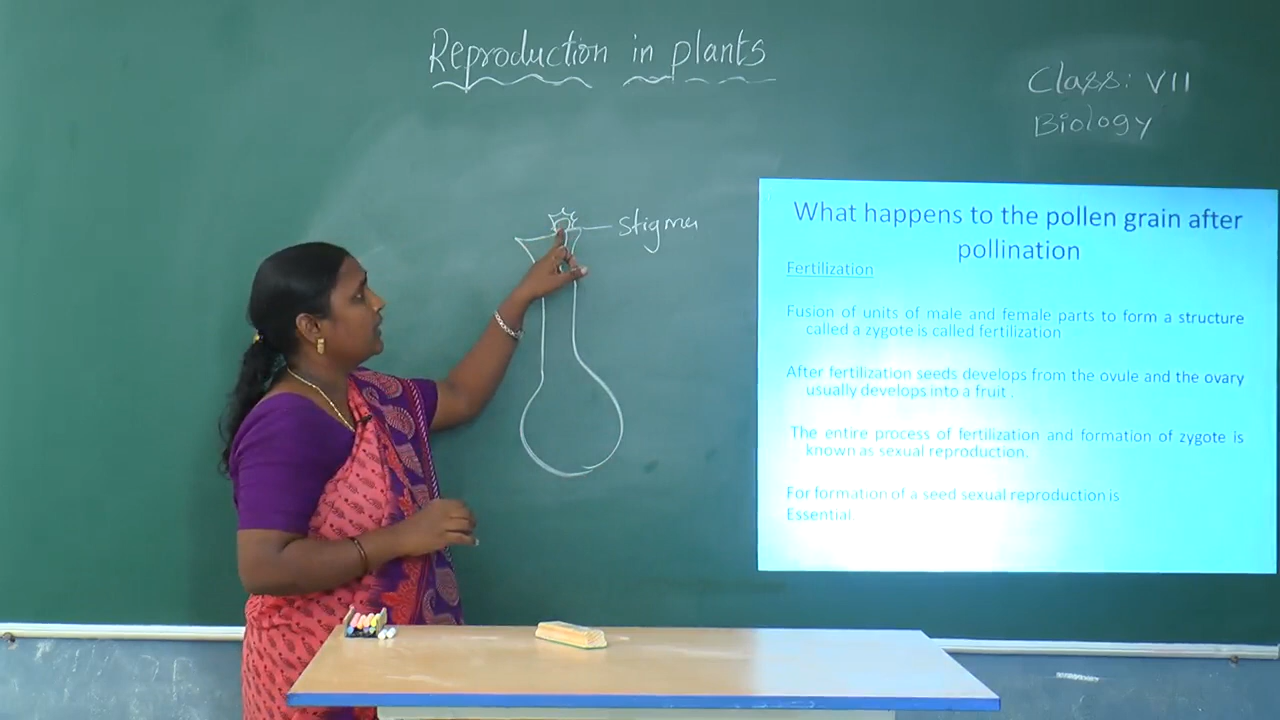 Reproduction in plants
Class: VII
Biology
Stigma
What happens to the pollen grain after
pollination
Fertilization
Fusion of units of male and female parts to form a structure
called a zygote is called fertilization
After fertilization seeds develops from the ovule and the ovary
usually develops into a fruit .
The entire process of fertilization and formation of zygote is
known as sexual reproduction.
For formation of a seed sexual reproduction is
Essential.